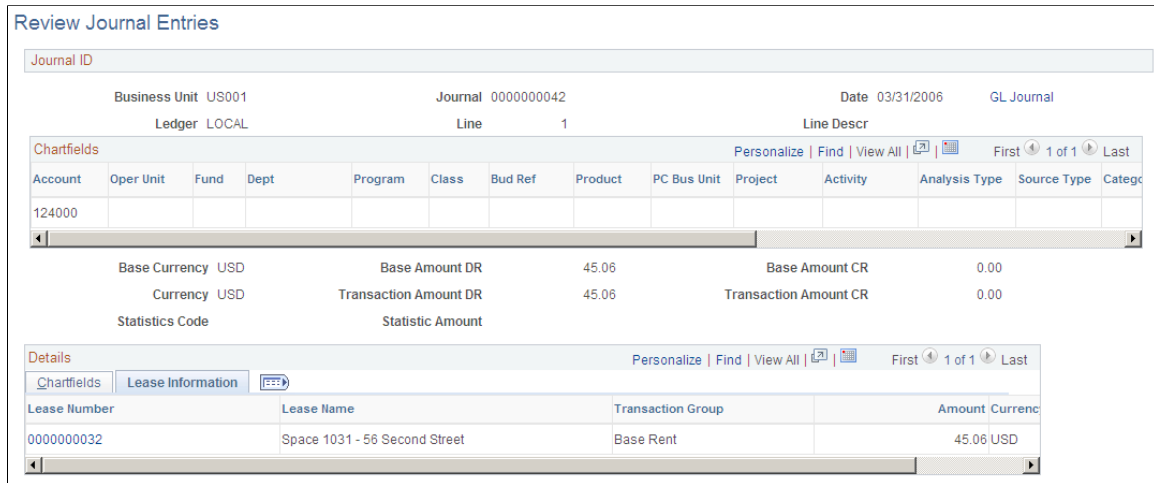 Review Journal Entries
Journal ID
Business Unit US001 Journal 0000000042 Date 03/31/2006 GL Journal
Ledger LOCAL Line 1 Line Descr
Chartfields Personalize | Find | View All | | First 1 of 1 Last
Account Oper Unit Fund Dept Program Class Bud Ref Product PC Bus Unit Project Activity Analysis Type Source Type Catego
124000
Base Currency USD Base Amount DR 45.06 Base Amount CR 0.00
Currency USD Transaction Amount DR 45.06 Transaction Amount CR 0.00
Statistics Code Statistic Amount
Details Personalize | Find | View All | | First 1 of 1 Last
Chartfields Lease Information
Lease Number Lease Name Transaction Group Amount Currenc
0000000032 Space 1031 - 56 Second Street Base Rent 45.06 USD